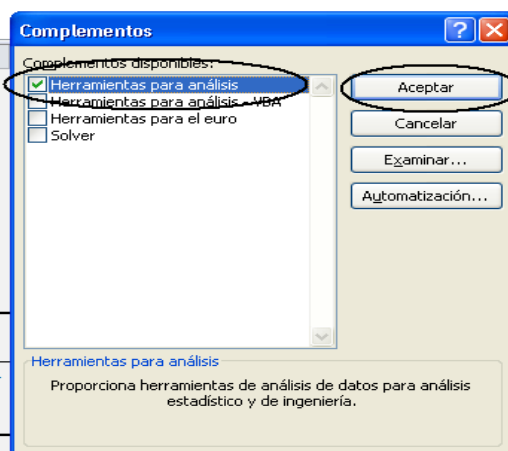 Complementos
Complementos disponibles:
Herramientas para análisis
Herramientas para análisis - VBA
Herramientas para el euro
Solver
Aceptar
Cancelar
Examinar...
Automatización...
Herramientas para análisis
Proporciona herramientas de análisis de datos para análisis
estadístico y de ingeniería.